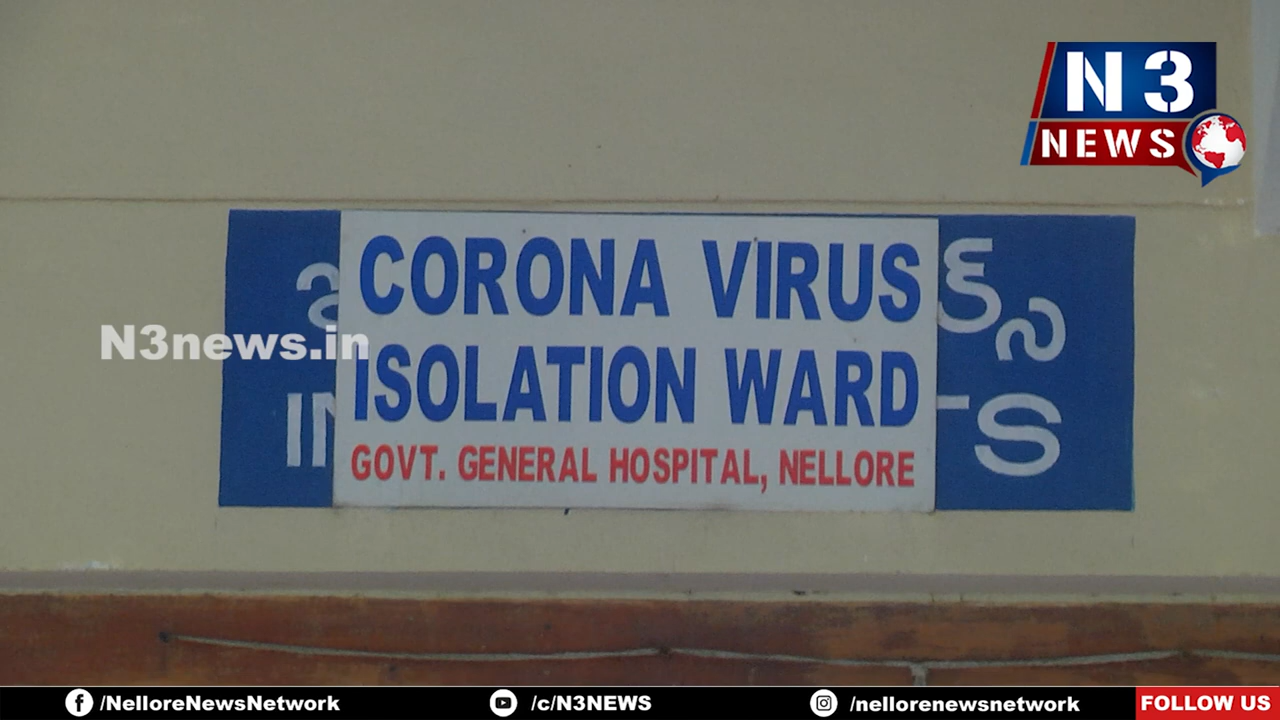 N3
NEWS
CORONA VIRUS
ISOLATION WARD
GOVT. GENERAL HOSPITAL, NELLORE
N3news.in
/NelloreNewsNetwork
/c/N3NEWS
/nellorenewsnetwork
FOLLOW US